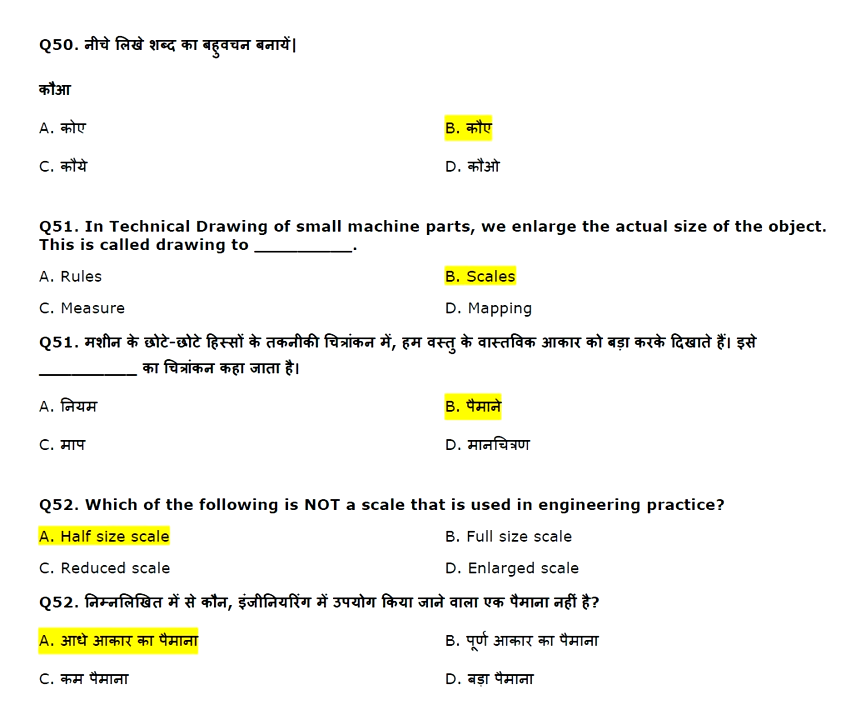 Q50. नीचे लिखे शब्द का बहुवचन बनायें|
कौआ
A. कोए B. कौए
C. कौये D. कौओ
Q51. In Technical Drawing of small machine parts, we enlarge the actual size of the object.
This is called drawing to __________.
A. Rules B. Scales
C. Measure D. Mapping
Q51. मशीन के छोटे-छोटे हिस्सों के तकनीकी चित्रांकन में, हम वस्तु के वास्तविक आकार को बड़ा करके दिखाते हैं। इसे
__________ का चित्रांकन कहा जाता है।
A. नियम B. पैमाने
C. माप D. मानचित्रण
Q52. Which of the following is NOT a scale that is used in engineering practice?
A. Half size scale B. Full size scale
C. Reduced scale D. Enlarged scale
Q52. निम्नलिखित में से कौन, इंजीनियरिंग में उपयोग किया जाने वाला एक पैमाना नहीं है?
A. आधे आकार का पैमाना B. पूर्ण आकार का पैमाना
C. कम पैमाना D. बड़ा पैमाना